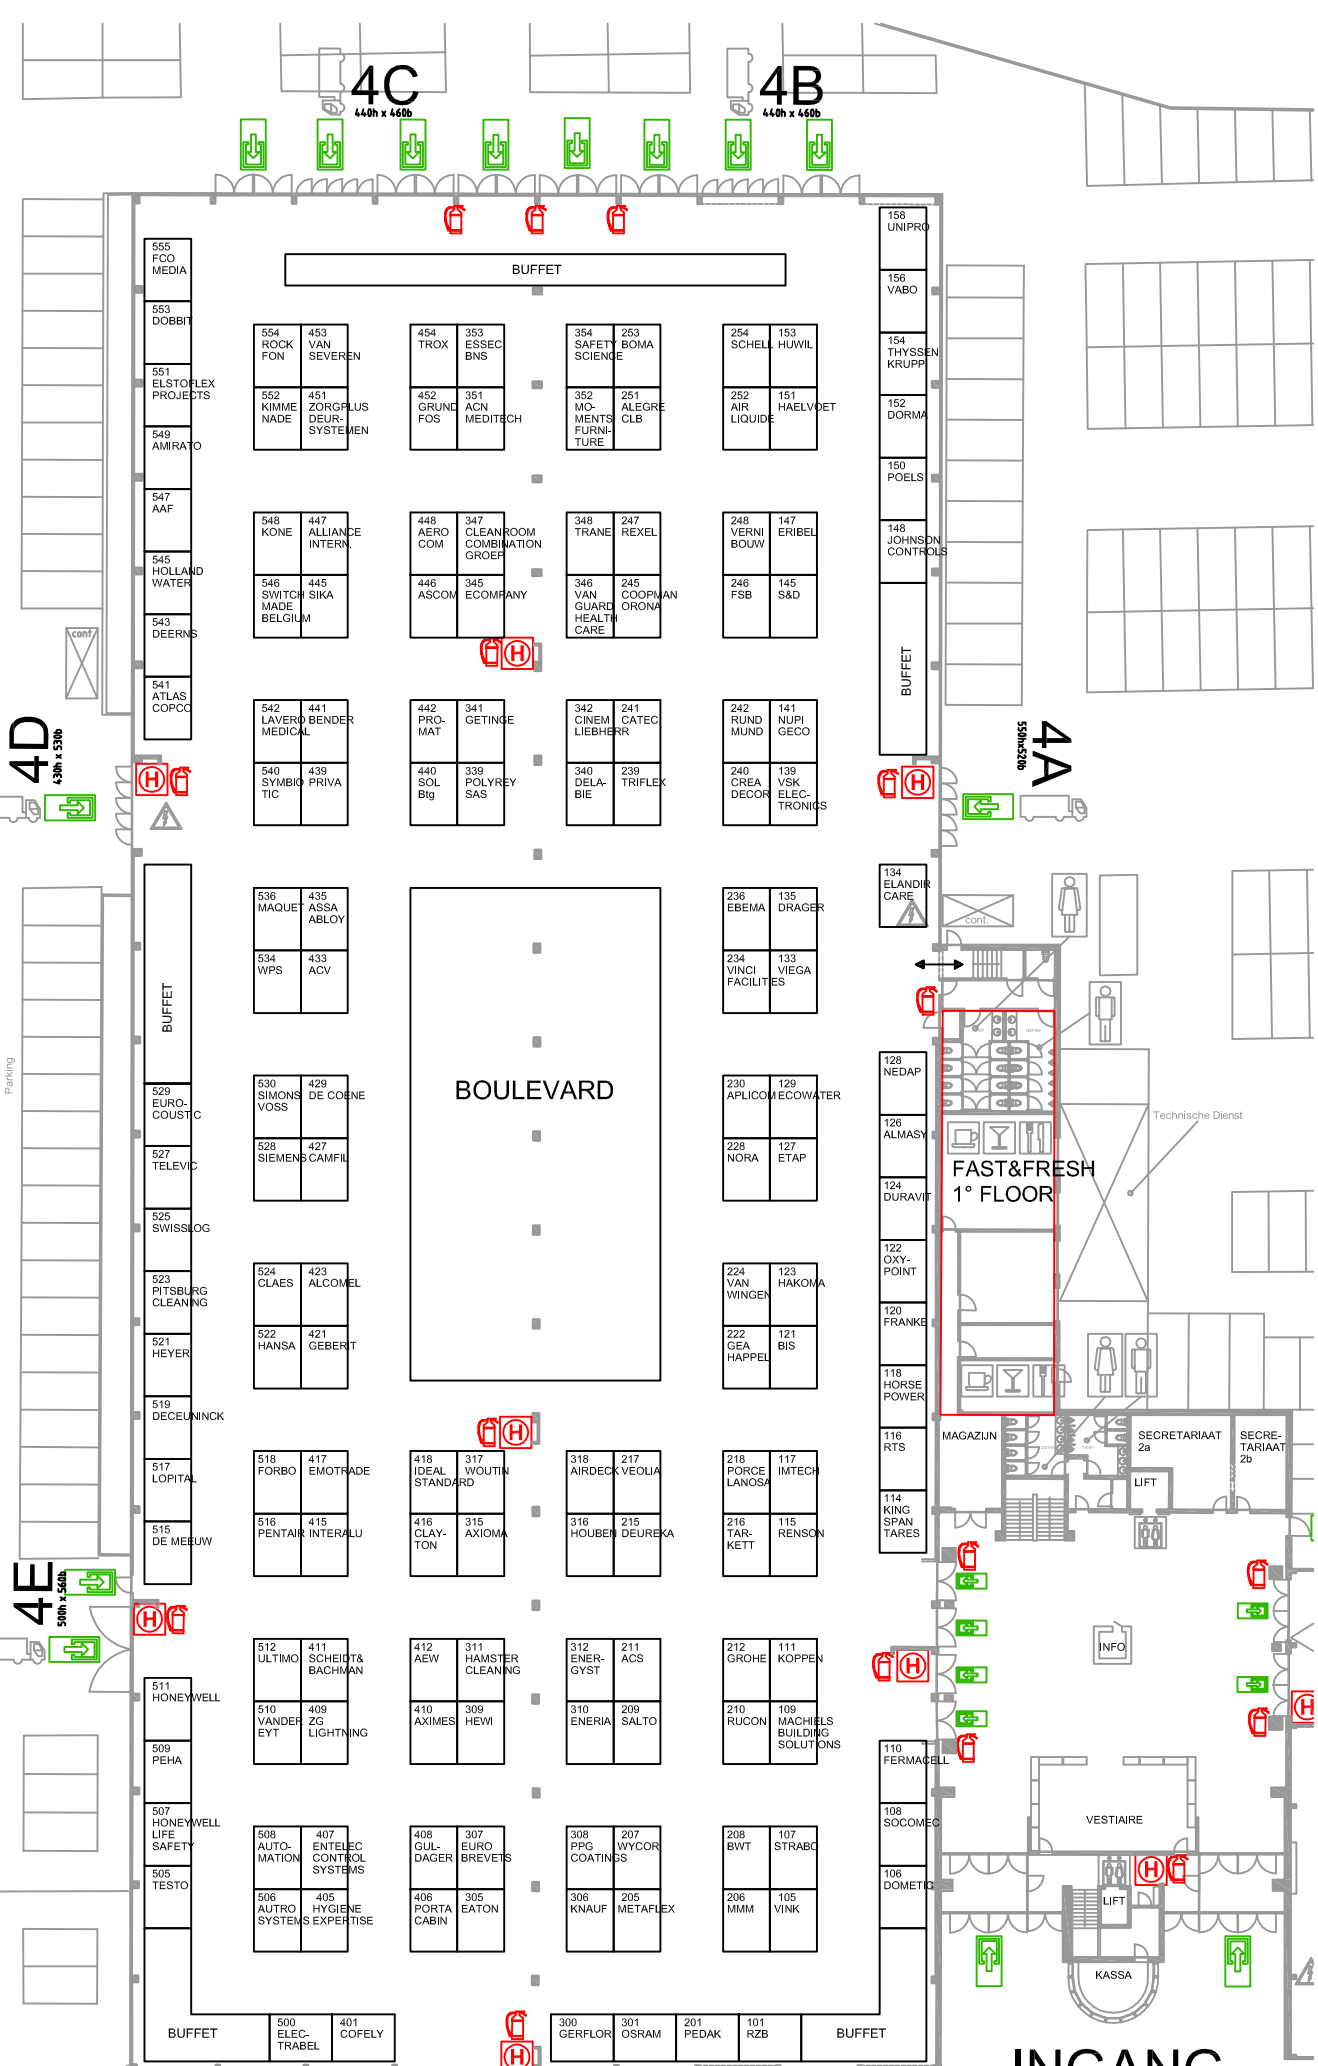 4C
440h x 460b
4B
440h x 460b
BUFFET
158
UNIPRO
156
VABO
154
THYSSEN
KRUPP
152
DORMA
150
POELS
148
JOHNSON
CONTROLS
BUFFET
555
FCO
MEDIA
553
DOBBIT
551
ELSTOFLEX
PROJECTS
549
AMIRATO
547
AAF
545
HOLLAND
WATER
543
DEERNS
541
ATLAS
COPCO
554
ROCK
FON
453
VAN
SEVEREN
552
KIMME
NADE
451
ZORGPLUS
DEUR-
SYSTEMEN
454
TROX
353
ESSEC
BNS
452
GRUND
FOS
351
ACN
MEDITECH
354
SAFETY
SCIENCE
253
BOMA
352
MO-
MENTS
FURNI-
TURE
251
ALEGRE
CLB
254
SCHELL
153
HUWIL
252
AIR
LIQUIDE
151
HAELVOET
548
KONE
447
ALLIANCE
INTERN.
546
SWITCH
MADE
BELGIUM
445
SIKA
448
AERO
COM
347
CLEANROOM
COMBINATION
GROEP
446
ASCOM
345
ECOMPANY
348
TRANE
247
REXEL
346
VAN
GUARD
HEALTH
CARE
245
COOPMAN
ORONA
248
VERNI
BOUW
147
ERIBEL
246
FSB
145
S&D
cont
H
542
LAVERO
MEDICAL
441
BENDER
540
SYMBIO
TIC
439
PRIVA
442
PRO-
MAT
341
GETINGE
440
SOL
Btg
339
POLYREY
SAS
342
CINEM
LIEBHERR
241
CATEC
340
DELA-
BIE
239
TRIFLEX
242
RUND
MUND
141
NUPI
GECO
240
CREA
DECOR
139
VSK
ELEC-
TRONICS
4D
430h x 530b
H
H
4A
550hx520b
134
ELANDIR
CARE
cont.
BUFFET
536
MAQUET
435
ASSA
ABLOY
534
WPS
433
ACV
236
EBEMA
135
DRAGER
234
VINCI
FACILITIES
133
VIEGA
Parking
BOULEVARD
529
EURO-
COUSTIC
527
TELEVIC
525
SWISSLOG
523
PITSBURG
CLEANING
521
HEYER
519
DECEUNINCK
517
LOPITAL
515
DE MEEUW
530
SIMONS
VOSS
429
DE COENE
528
SIEMENS
427
CAMFIL
230
APLICOM
129
ECOWATER
228
NORA
127
ETAP
128
NEDAP
126
ALMASY
124
DURAVIT
122
OXY-
POINT
120
FRANKE
118
HORSE
POWER
116
RTS
114
KING
SPAN
TARES
FAST&FRESH
1° FLOOR
Technische Dienst
524
CLAES
423
ALCOMEL
522
HANSA
421
GEBERIT
224
VAN
WINGEN
123
HAKOMA
222
GEA
HAPPEL
121
BIS
H
MAGAZIJN
SECRETARIAAT
2a
SECRE-
TARIAAT
2b
LIFT
518
FORBO
417
EMOTRADE
516
PENTAIR
415
INTERALU
418
IDEAL
STANDARD
317
WOUTIN
416
CLAY-
TON
315
AXIOMA
318
AIRDECK
217
VEOLIA
316
HOUBEN
215
DEUREKA
218
PORCE
LANOSA
117
IMTECH
216
TAR-
KETT
115
RENSON
4E
500h x 560b
H
H
INFO
H
512
ULTIMO
411
SCHEIDT&
BACHMAN
510
VANDER
EYT
409
ZG
LIGHTNING
412
AEW
311
HAMSTER
CLEANING
410
AXIMES
309
HEWI
312
ENER-
GYST
211
ACS
310
ENERIA
209
SALTO
212
GROHE
111
KOPPEN
210
RUCON
109
MACHIELS
BUILDING
SOLUTIONS
511
HONEYWELL
509
PEHA
507
HONEYWELL
LIFE
SAFETY
505
TESTO
110
FERMACELL
108
SOCOMEC
106
DOMETIC
VESTIAIRE
H
LIFT
KASSA
508
AUTO-
MATION
407
ENTELEC
CONTROL
SYSTEMS
506
AUTRO
SYSTEMS
405
HYGIENE
EXPERTISE
408
GUL-
DAGER
307
EURO
BREVETS
406
PORTA
CABIN
305
EATON
308
PPG
COATINGS
207
WYCOR
306
KNAUF
205
METAFLEX
208
BWT
107
STRABO
206
MMM
105
VINK
BUFFET
500
ELEC-
TRABEL
401
COFELY
H
300
GERFLOR
301
OSRAM
201
PEDAK
101
RZB
BUFFET
INGANG